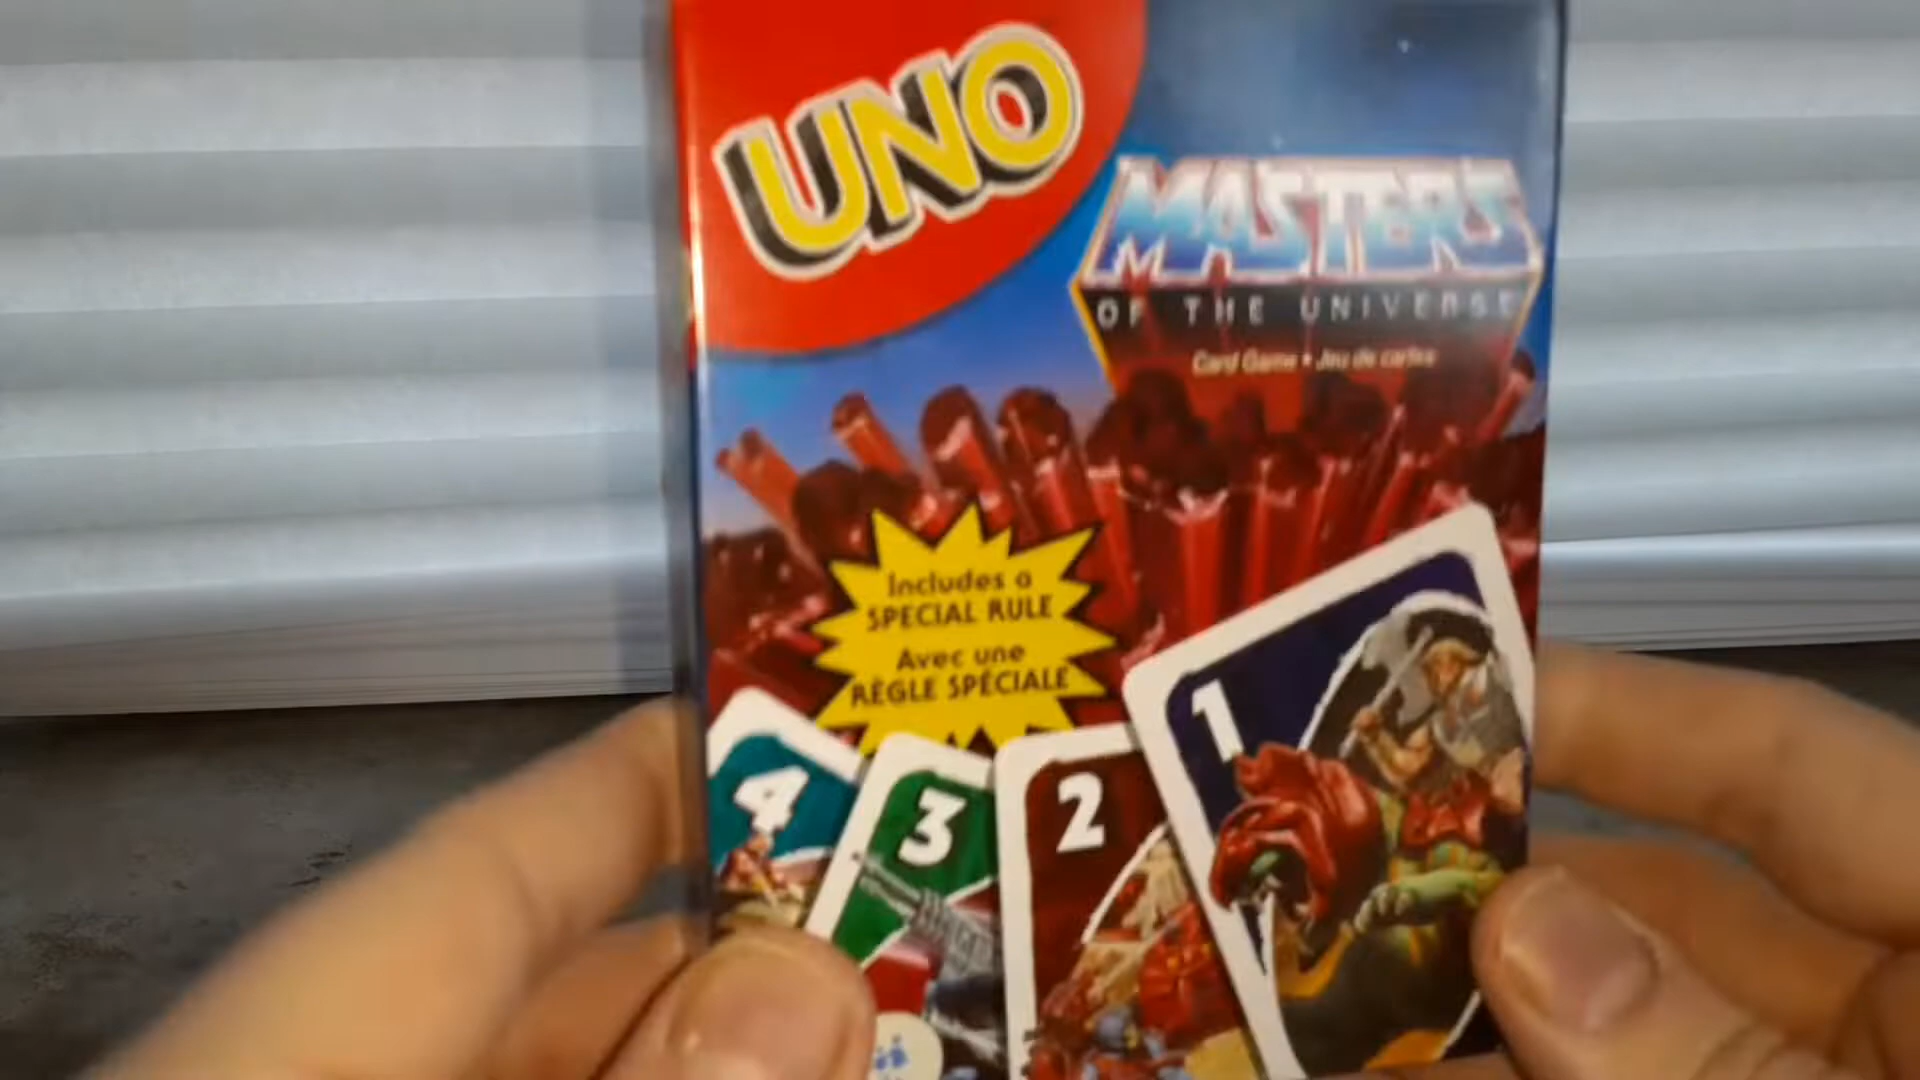 UNO
MASTERS
OF THE UNIVERSE
Card Game • Jeu de cartes
Includes a
SPECIAL RULE
Avec une
RÈGLE SPÉCIALE
4
3
2
1